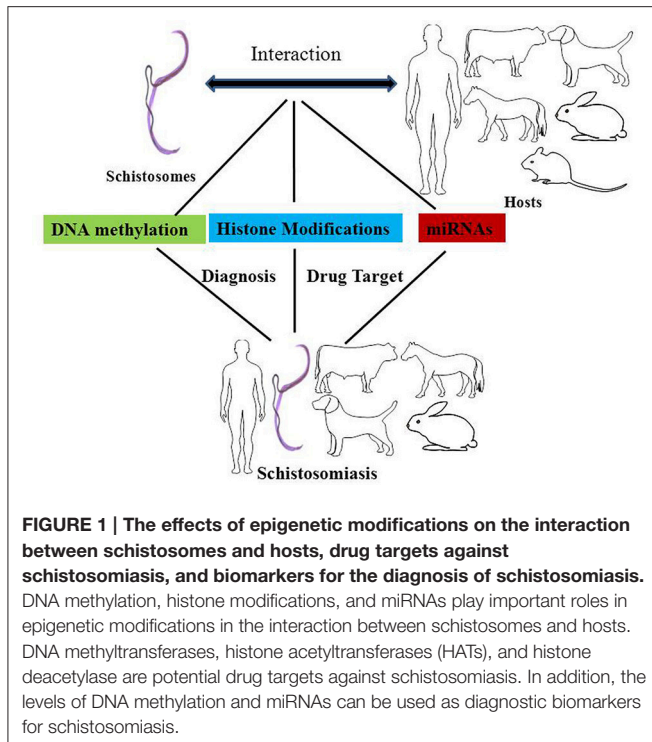 Interaction
Schistosomes
Hosts
DNA methylation
Histone Modifications
miRNAs
Diagnosis
Drug Target
Schistosomiasis
FIGURE 1 | The effects of epigenetic modifications on the interaction
between schistosomes and hosts, drug targets against
schistosomiasis, and biomarkers for the diagnosis of schistosomiasis.
DNA methylation, histone modifications, and miRNAs play important roles in
epigenetic modifications in the interaction between schistosomes and hosts.
DNA methyltransferases, histone acetyltransferases (HATs), and histone
deacetylase are potential drug targets against schistosomiasis. In addition, the
levels of DNA methylation and miRNAs can be used as diagnostic biomarkers
for schistosomiasis.